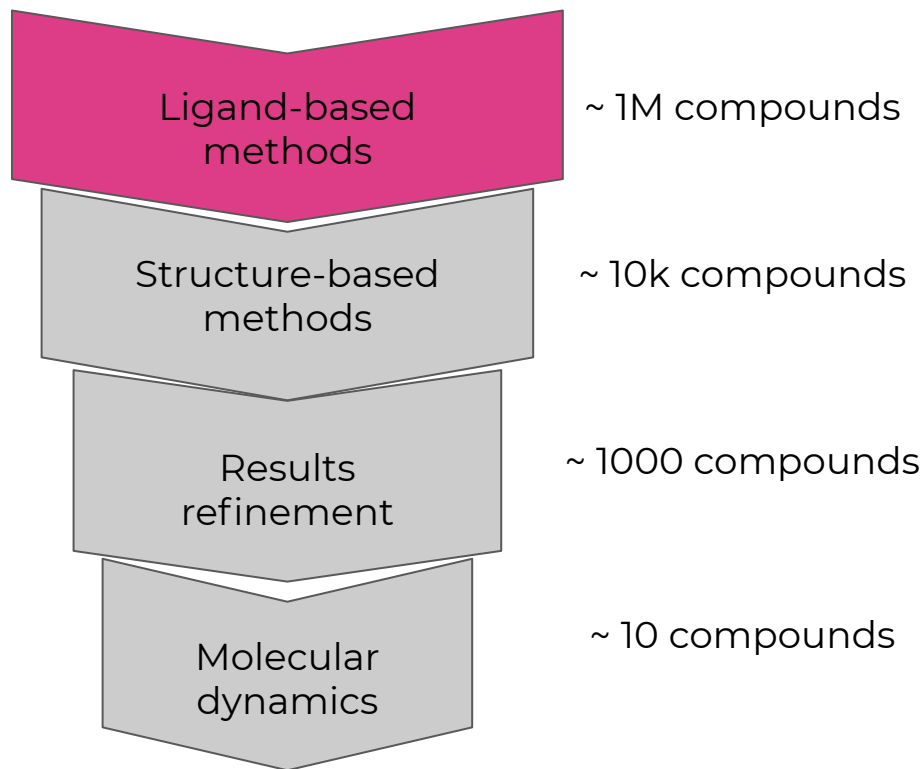 Ligand-based
methods
~ 1M compounds
Structure-based
methods
~ 10k compounds
Results
refinement
~ 1000 compounds
Molecular
dynamics
~ 10 compounds